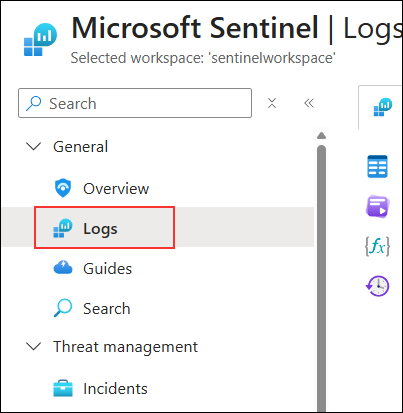 Microsoft Sentinel | Logs
Selected workspace: 'sentinelworkspace'
Search
General
Overview
Logs
Guides
Search
Threat management
Incidents
{fx}